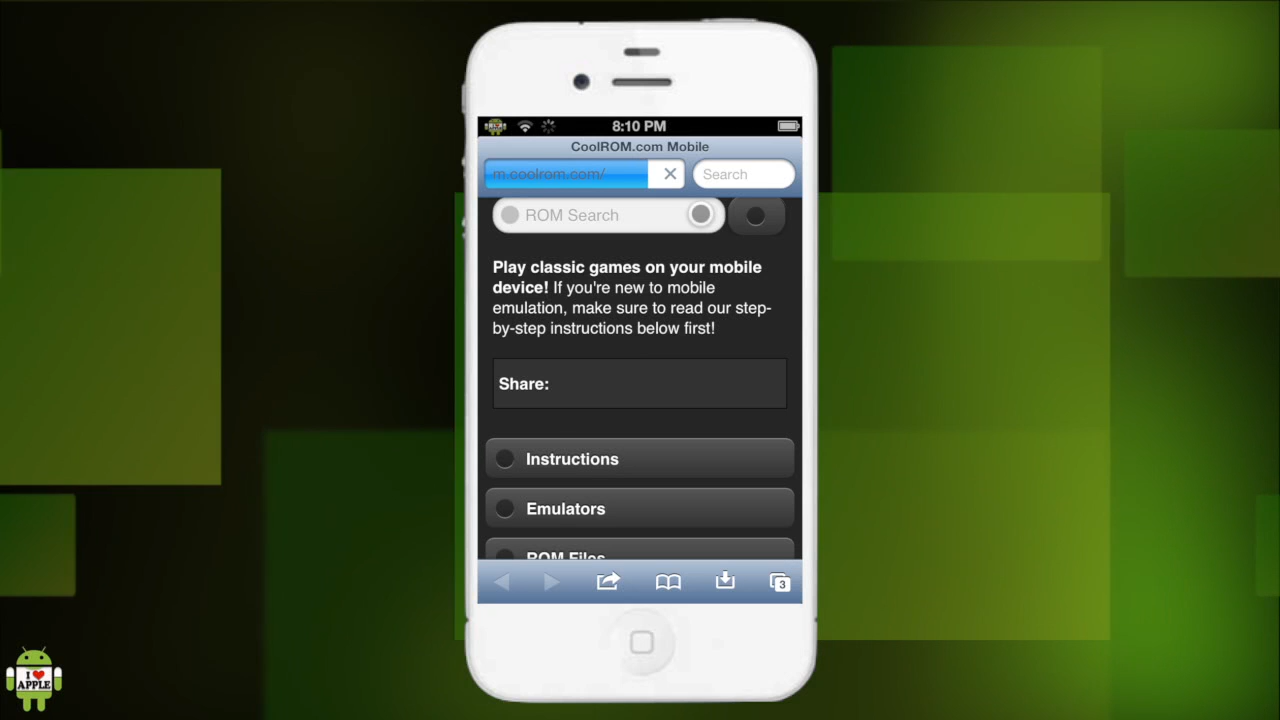 8:10 PM
CoolROM.com Mobile
m.coolrom.com/
Search
ROM Search
Play classic games on your mobile
device! If you're new to mobile
emulation, make sure to read our step-
by-step instructions below first!
Share:
Instructions
Emulators
ROM Files
3
I
APPLE